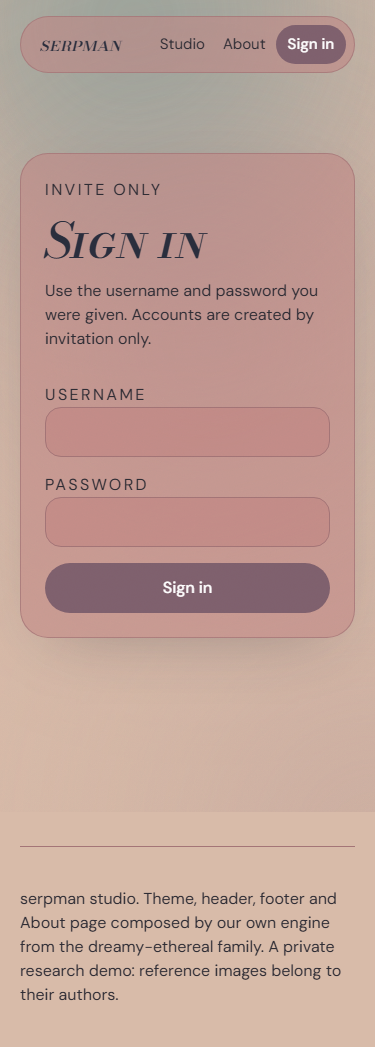 SERPMAN Studio About Sign in
INVITE ONLY
Sign in
Use the username and password you
were given. Accounts are created by
invitation only.
USERNAME
PASSWORD
Sign in
serpman studio. Theme, header, footer and
About page composed by our own engine
from the dreamy-ethereal family. A private
research demo: reference images belong to
their authors.